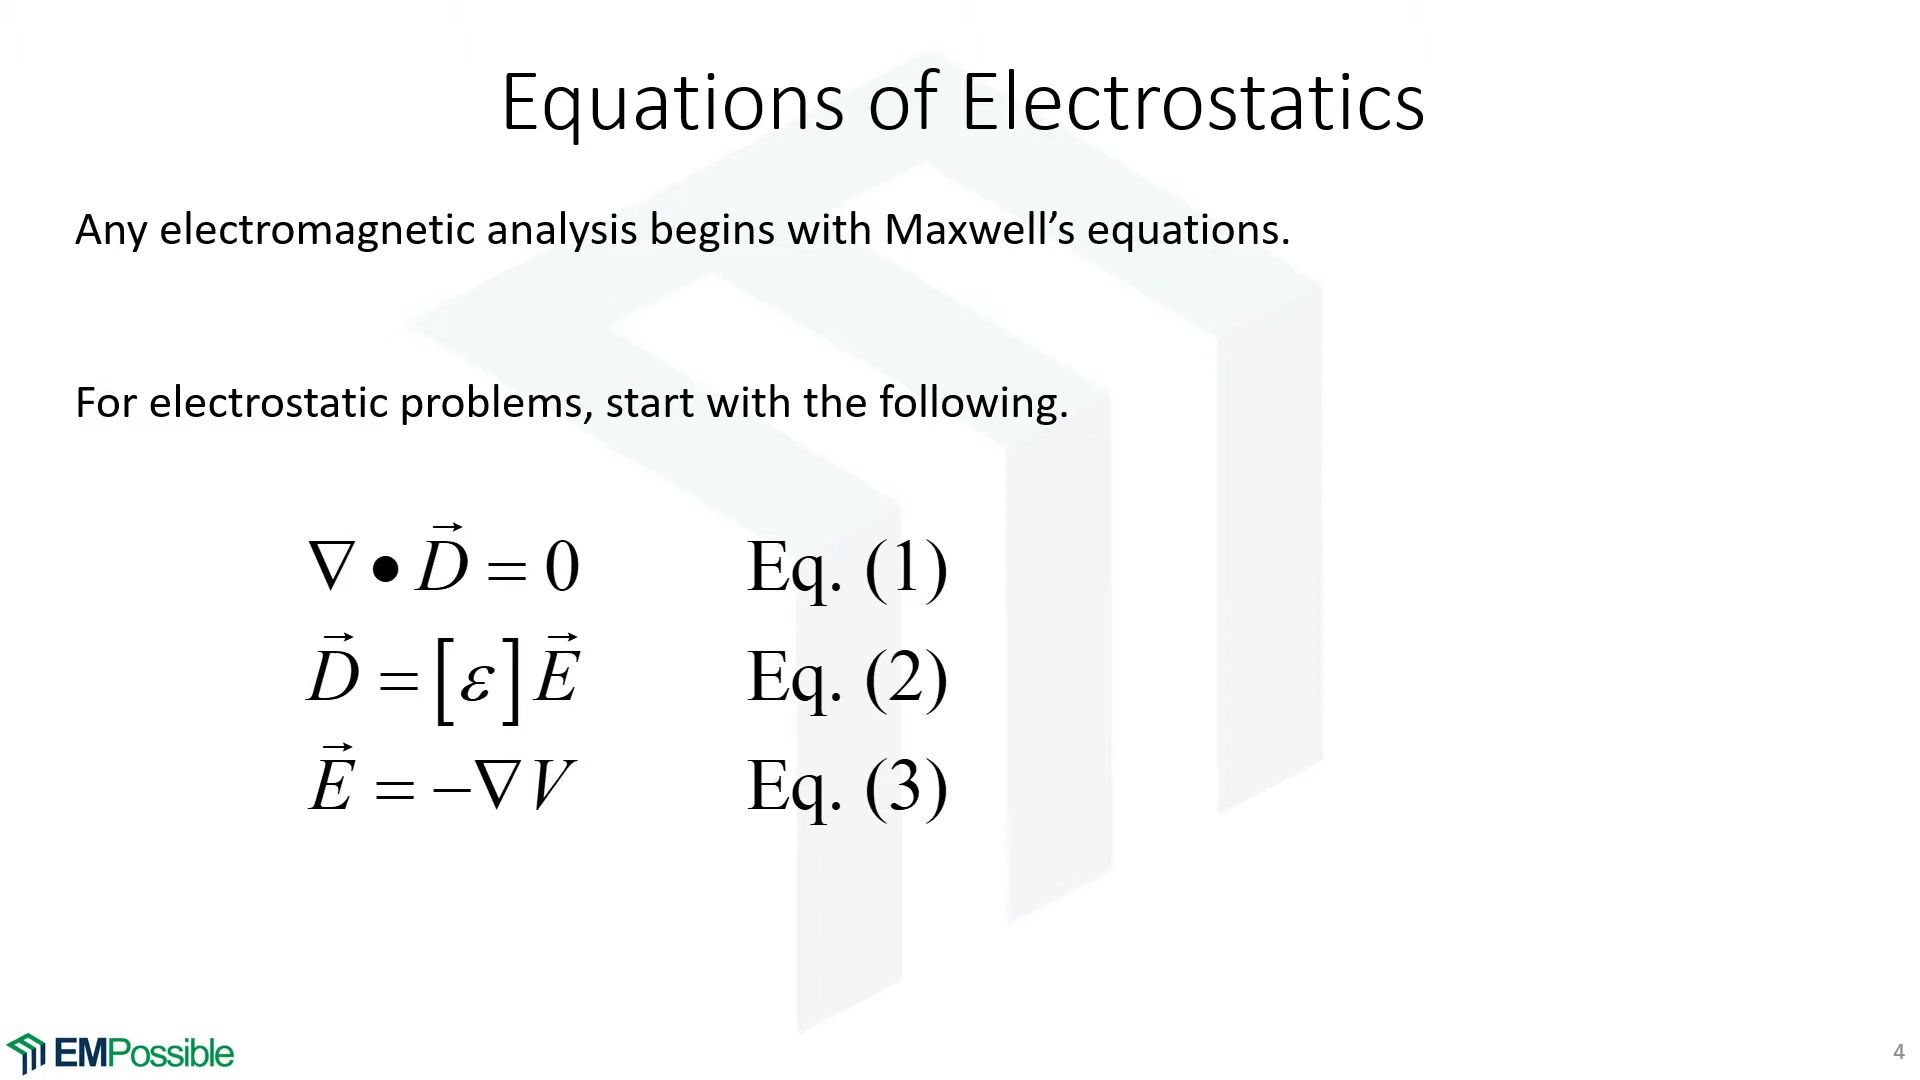 Equations of Electrostatics
Any electromagnetic analysis begins with Maxwell’s equations.
For electrostatic problems, start with the following.
∇ • D⃗ = 0 Eq. (1)
D⃗ = [ε] E⃗ Eq. (2)
E⃗ = −∇V Eq. (3)
EMPossible
4